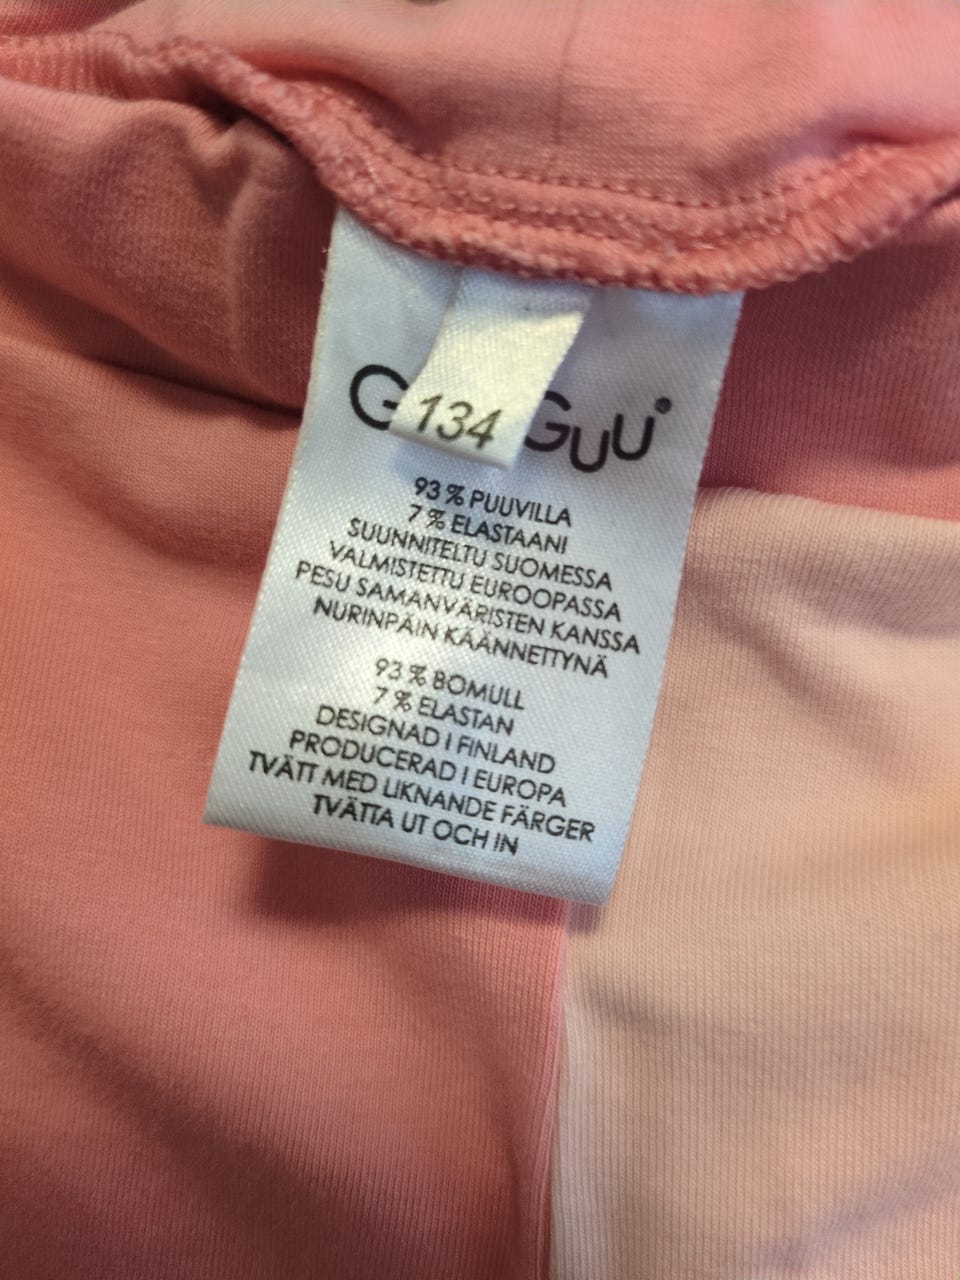 GUU
134
93 % PUUVILLA
7 % ELASTAANI
SUUNNITELTU SUOMESSA
VALMISTETTU EUROOPASSA
PESU SAMANVÄRISTEN KANSSA
NURINPÄIN KÄÄNNETTYNÄ
93 % BOMULL
7 % ELASTAN
DESIGNAD I FINLAND
PRODUCERAD I EUROPA
TVÄTT MED LIKNANDE FÄRGER
TVÄTTA UT OCH IN